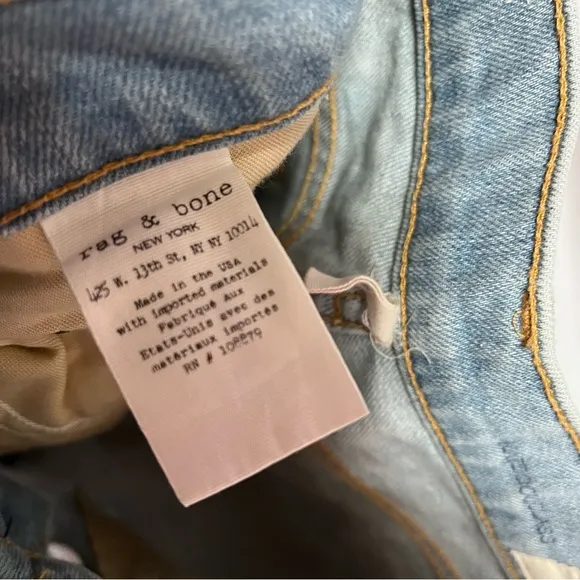 rag & bone
NEW YORK
425 W. 13th St, NY NY 10014
Made in the USA
with imported materials
Fabriqué aux
Etats-Unis avec des
matériaux importés
RN # 108879